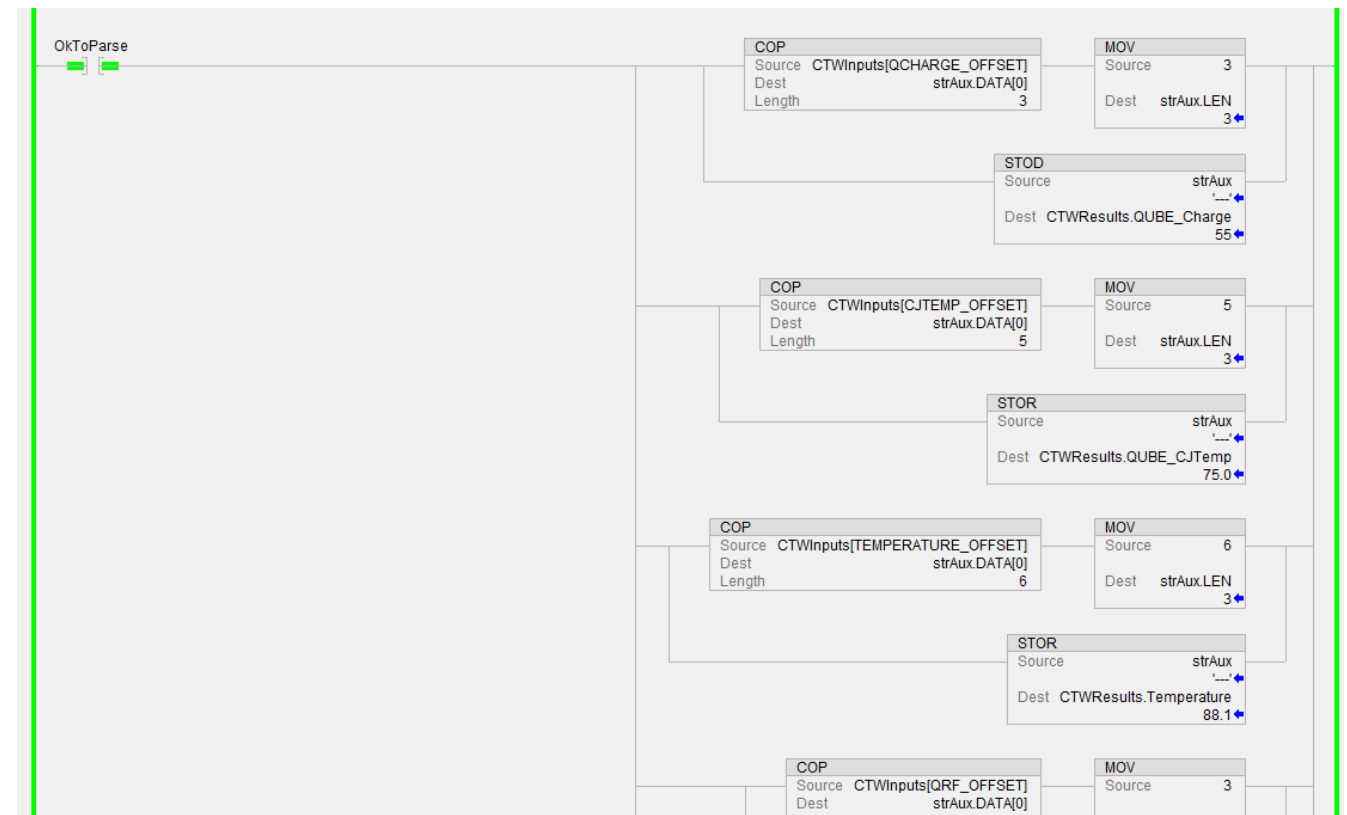 OkToParse
COP
Source CTWInputs[QCHARGE_OFFSET]
Dest strAux.DATA[0]
Length 3
MOV
Source 3
Dest strAux.LEN
3
STOD
Source strAux
'---'
Dest CTWResults.QUBE_Charge
55
COP
Source CTWInputs[CJTEMP_OFFSET]
Dest strAux.DATA[0]
Length 5
MOV
Source 5
Dest strAux.LEN
3
STOR
Source strAux
'---'
Dest CTWResults.QUBE_CJTemp
75.0
COP
Source CTWInputs[TEMPERATURE_OFFSET]
Dest strAux.DATA[0]
Length 6
MOV
Source 6
Dest strAux.LEN
3
STOR
Source strAux
'---'
Dest CTWResults.Temperature
88.1
COP
Source CTWInputs[QRF_OFFSET]
Dest strAux.DATA[0]
MOV
Source 3